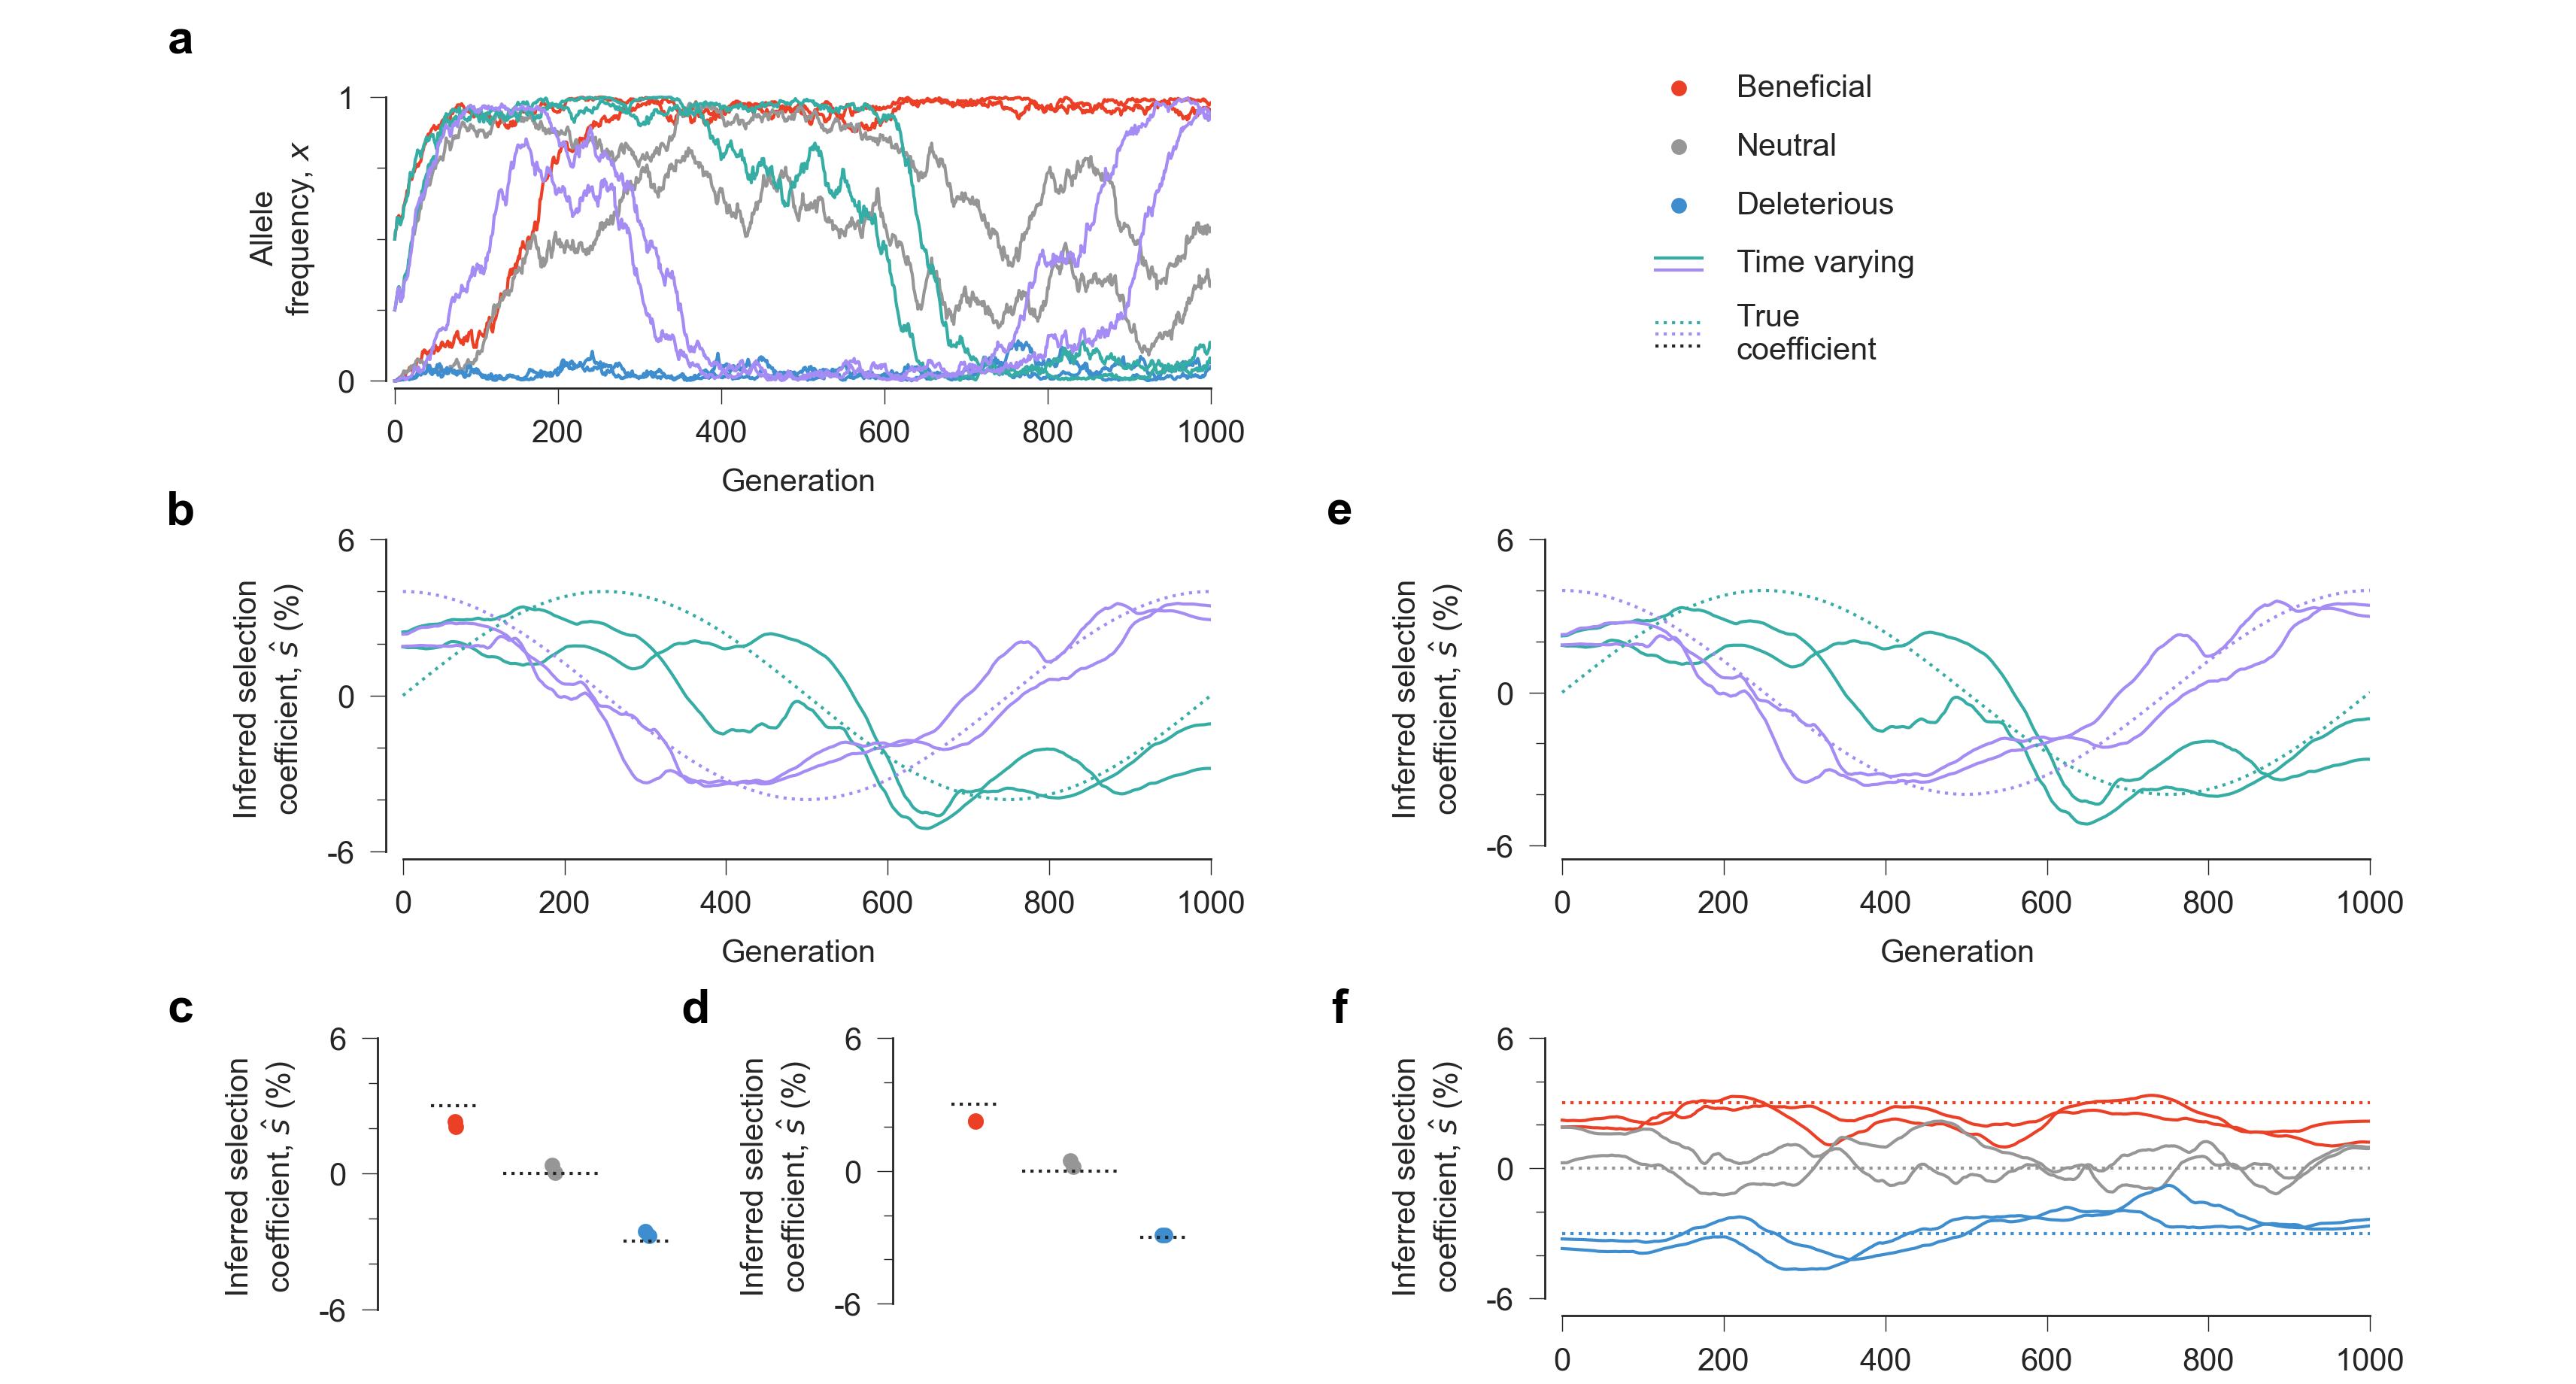 a
1
0
Allele
frequency, x
0 200 400 600 800 1000
Generation
Beneficial
Neutral
Deleterious
Time varying
True
coefficient
b
6
0
-6
Inferred selection
coefficient, ŝ (%)
0 200 400 600 800 1000
Generation
e
6
0
-6
Inferred selection
coefficient, ŝ (%)
0 200 400 600 800 1000
Generation
c
6
0
-6
Inferred selection
coefficient, ŝ (%)
d
6
0
-6
Inferred selection
coefficient, ŝ (%)
f
6
0
-6
Inferred selection
coefficient, ŝ (%)
0 200 400 600 800 1000